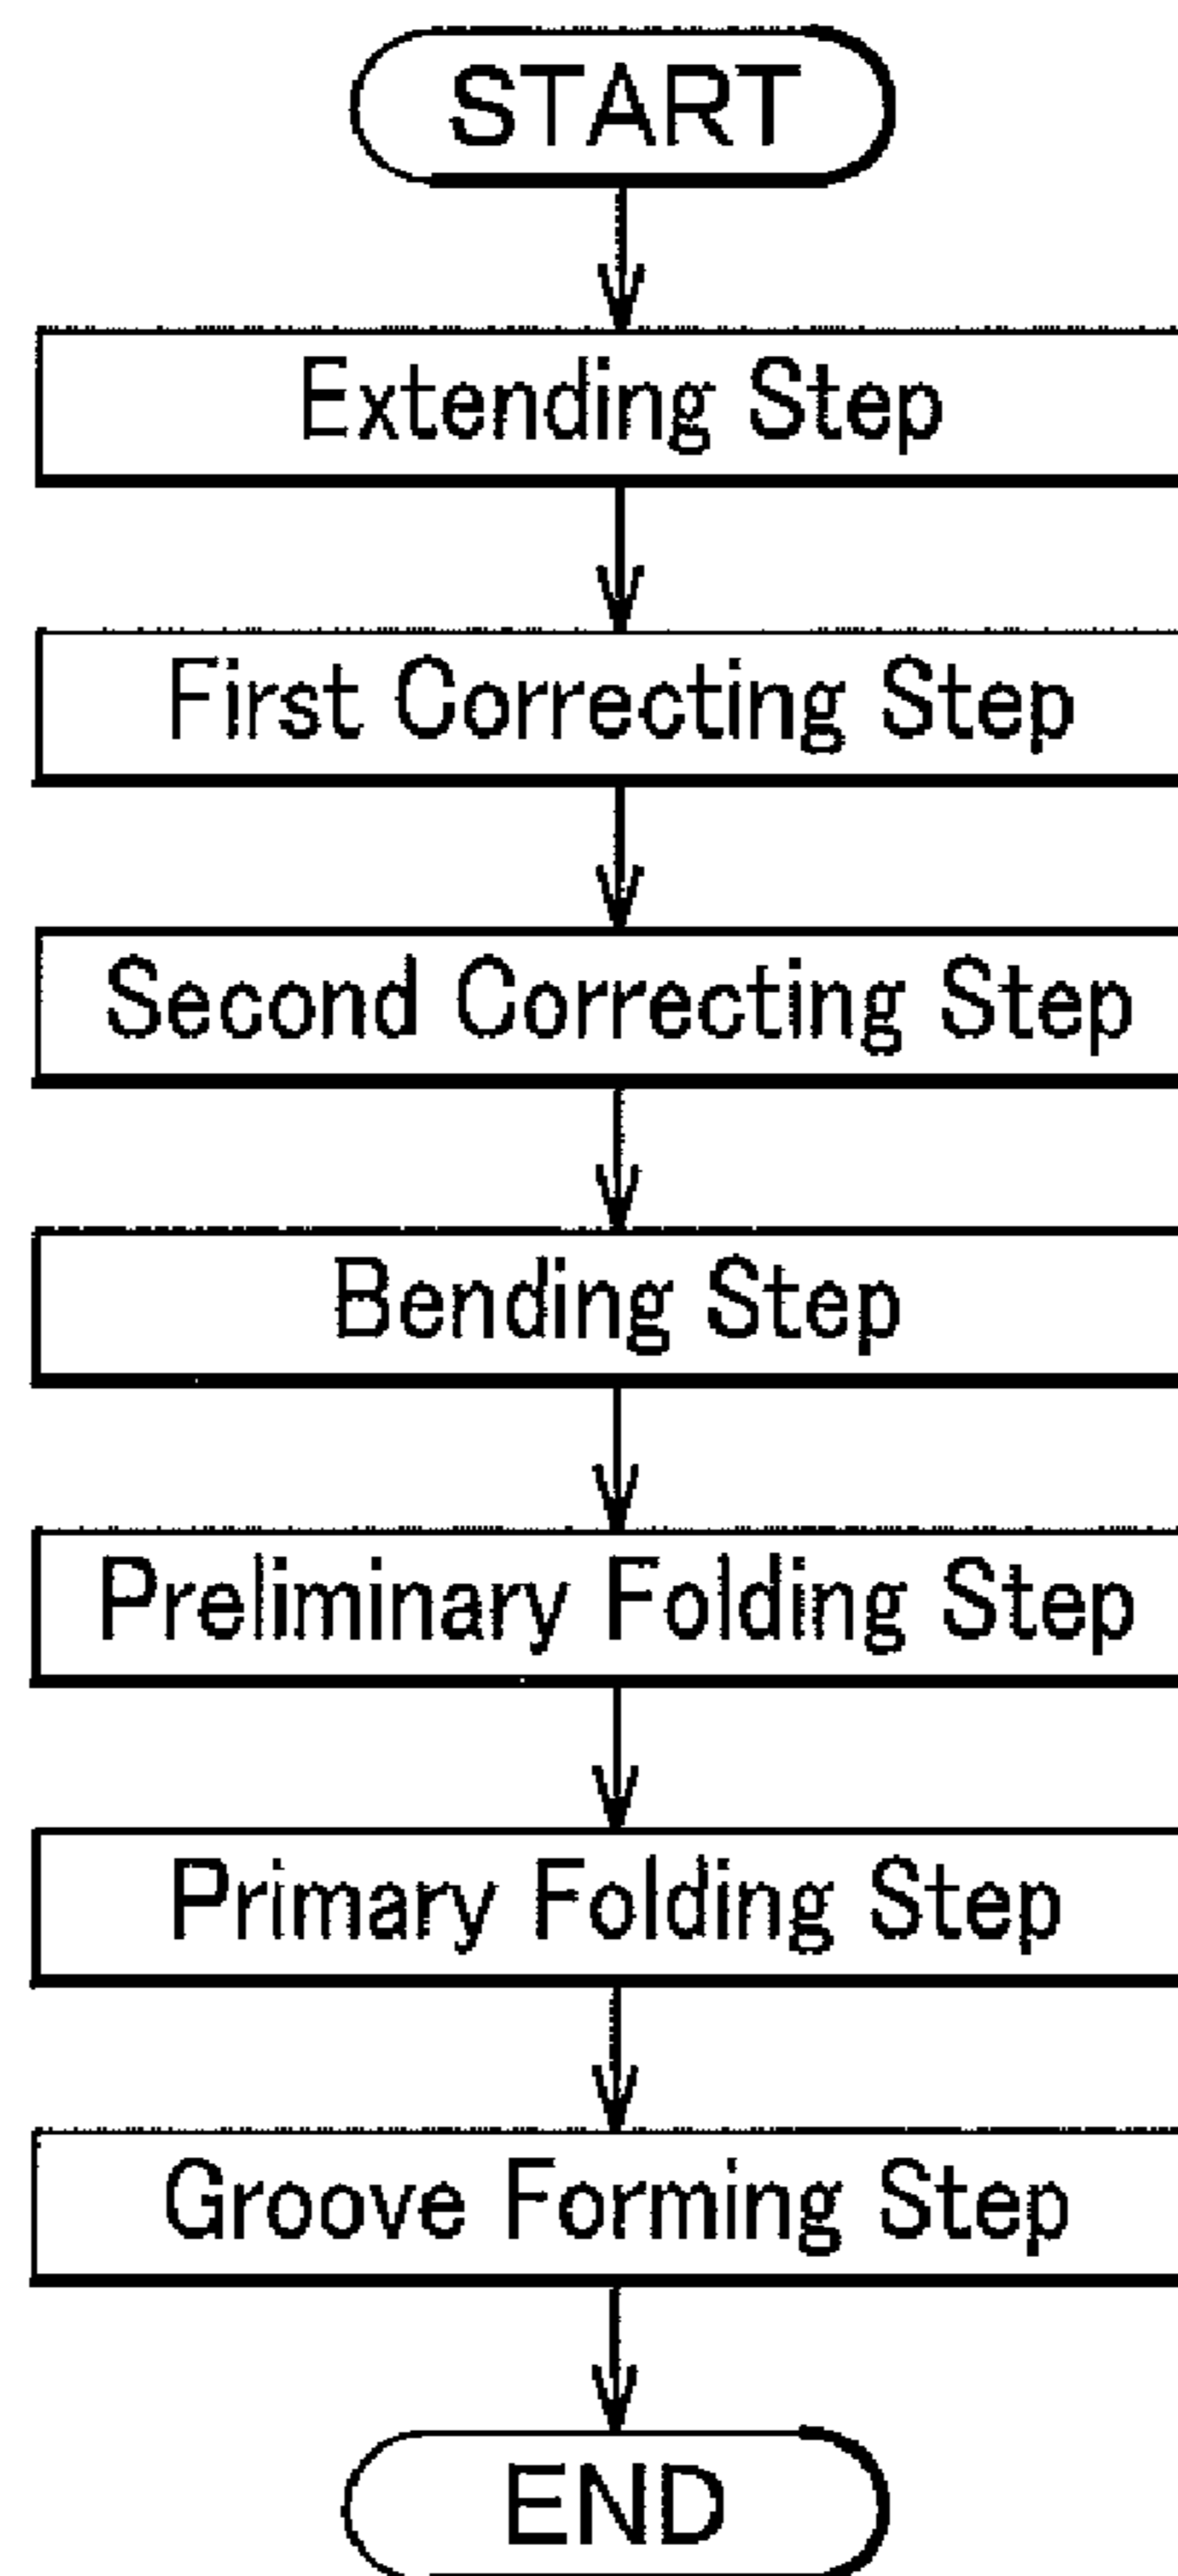 START
Extending Step
First Correcting Step
Second Correcting Step
Bending Step
Preliminary Folding Step
Primary Folding Step
Groove Forming Step
END